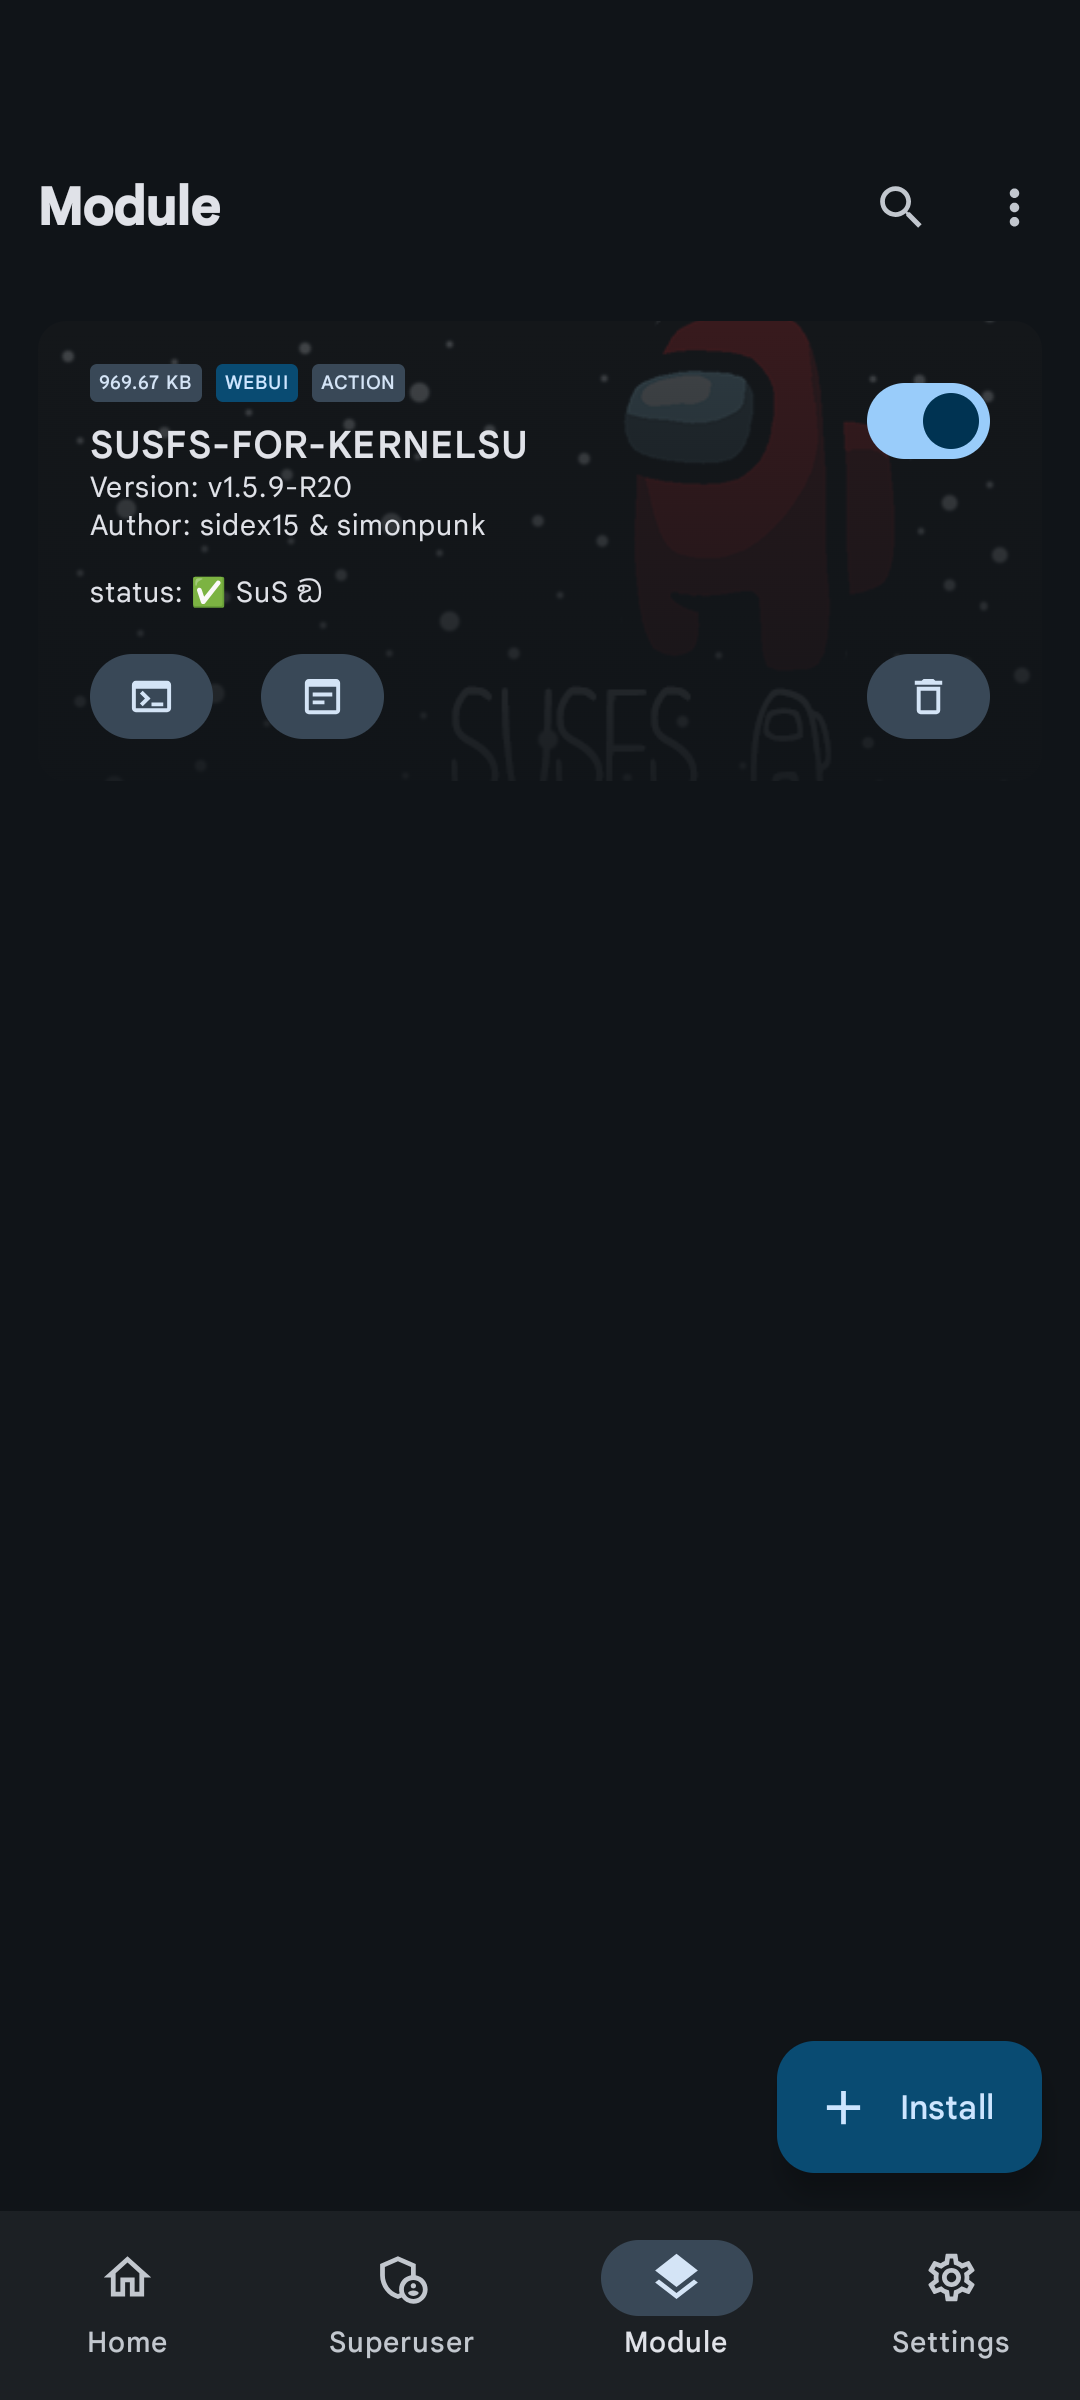 Module
969.67 KB WEBUI ACTION
SUSFS-FOR-KERNELSU
Version: v1.5.9-R20
Author: sidex15 & simonpunk
status: ✅ SuS ඞ
SUSFS
Install
Home Superuser Module Settings